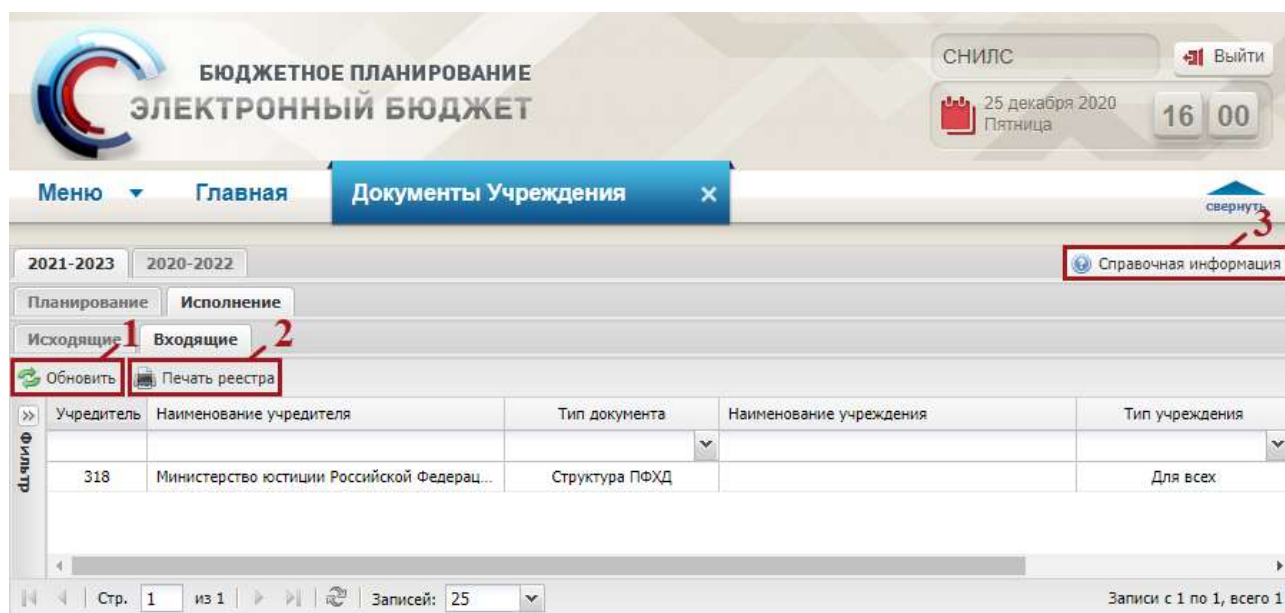 БЮДЖЕТНОЕ ПЛАНИРОВАНИЕ
ЭЛЕКТРОННЫЙ БЮДЖЕТ
СНИЛС
Выйти
25 декабря 2020
Пятница
16 00
Меню Главная Документы Учреждения ×
свернуть
3
2021-2023 2020-2022 Справочная информация
Планирование Исполнение
Исходящие 1 Входящие 2
Обновить Печать реестра
» Учредитель Наименование учредителя Тип документа Наименование учреждения Тип учреждения
Фильтр
318 Министерство юстиции Российской Федерац... Структура ПФХД Для всех
Стр. 1 из 1 Записей: 25 Записи с 1 по 1, всего 1